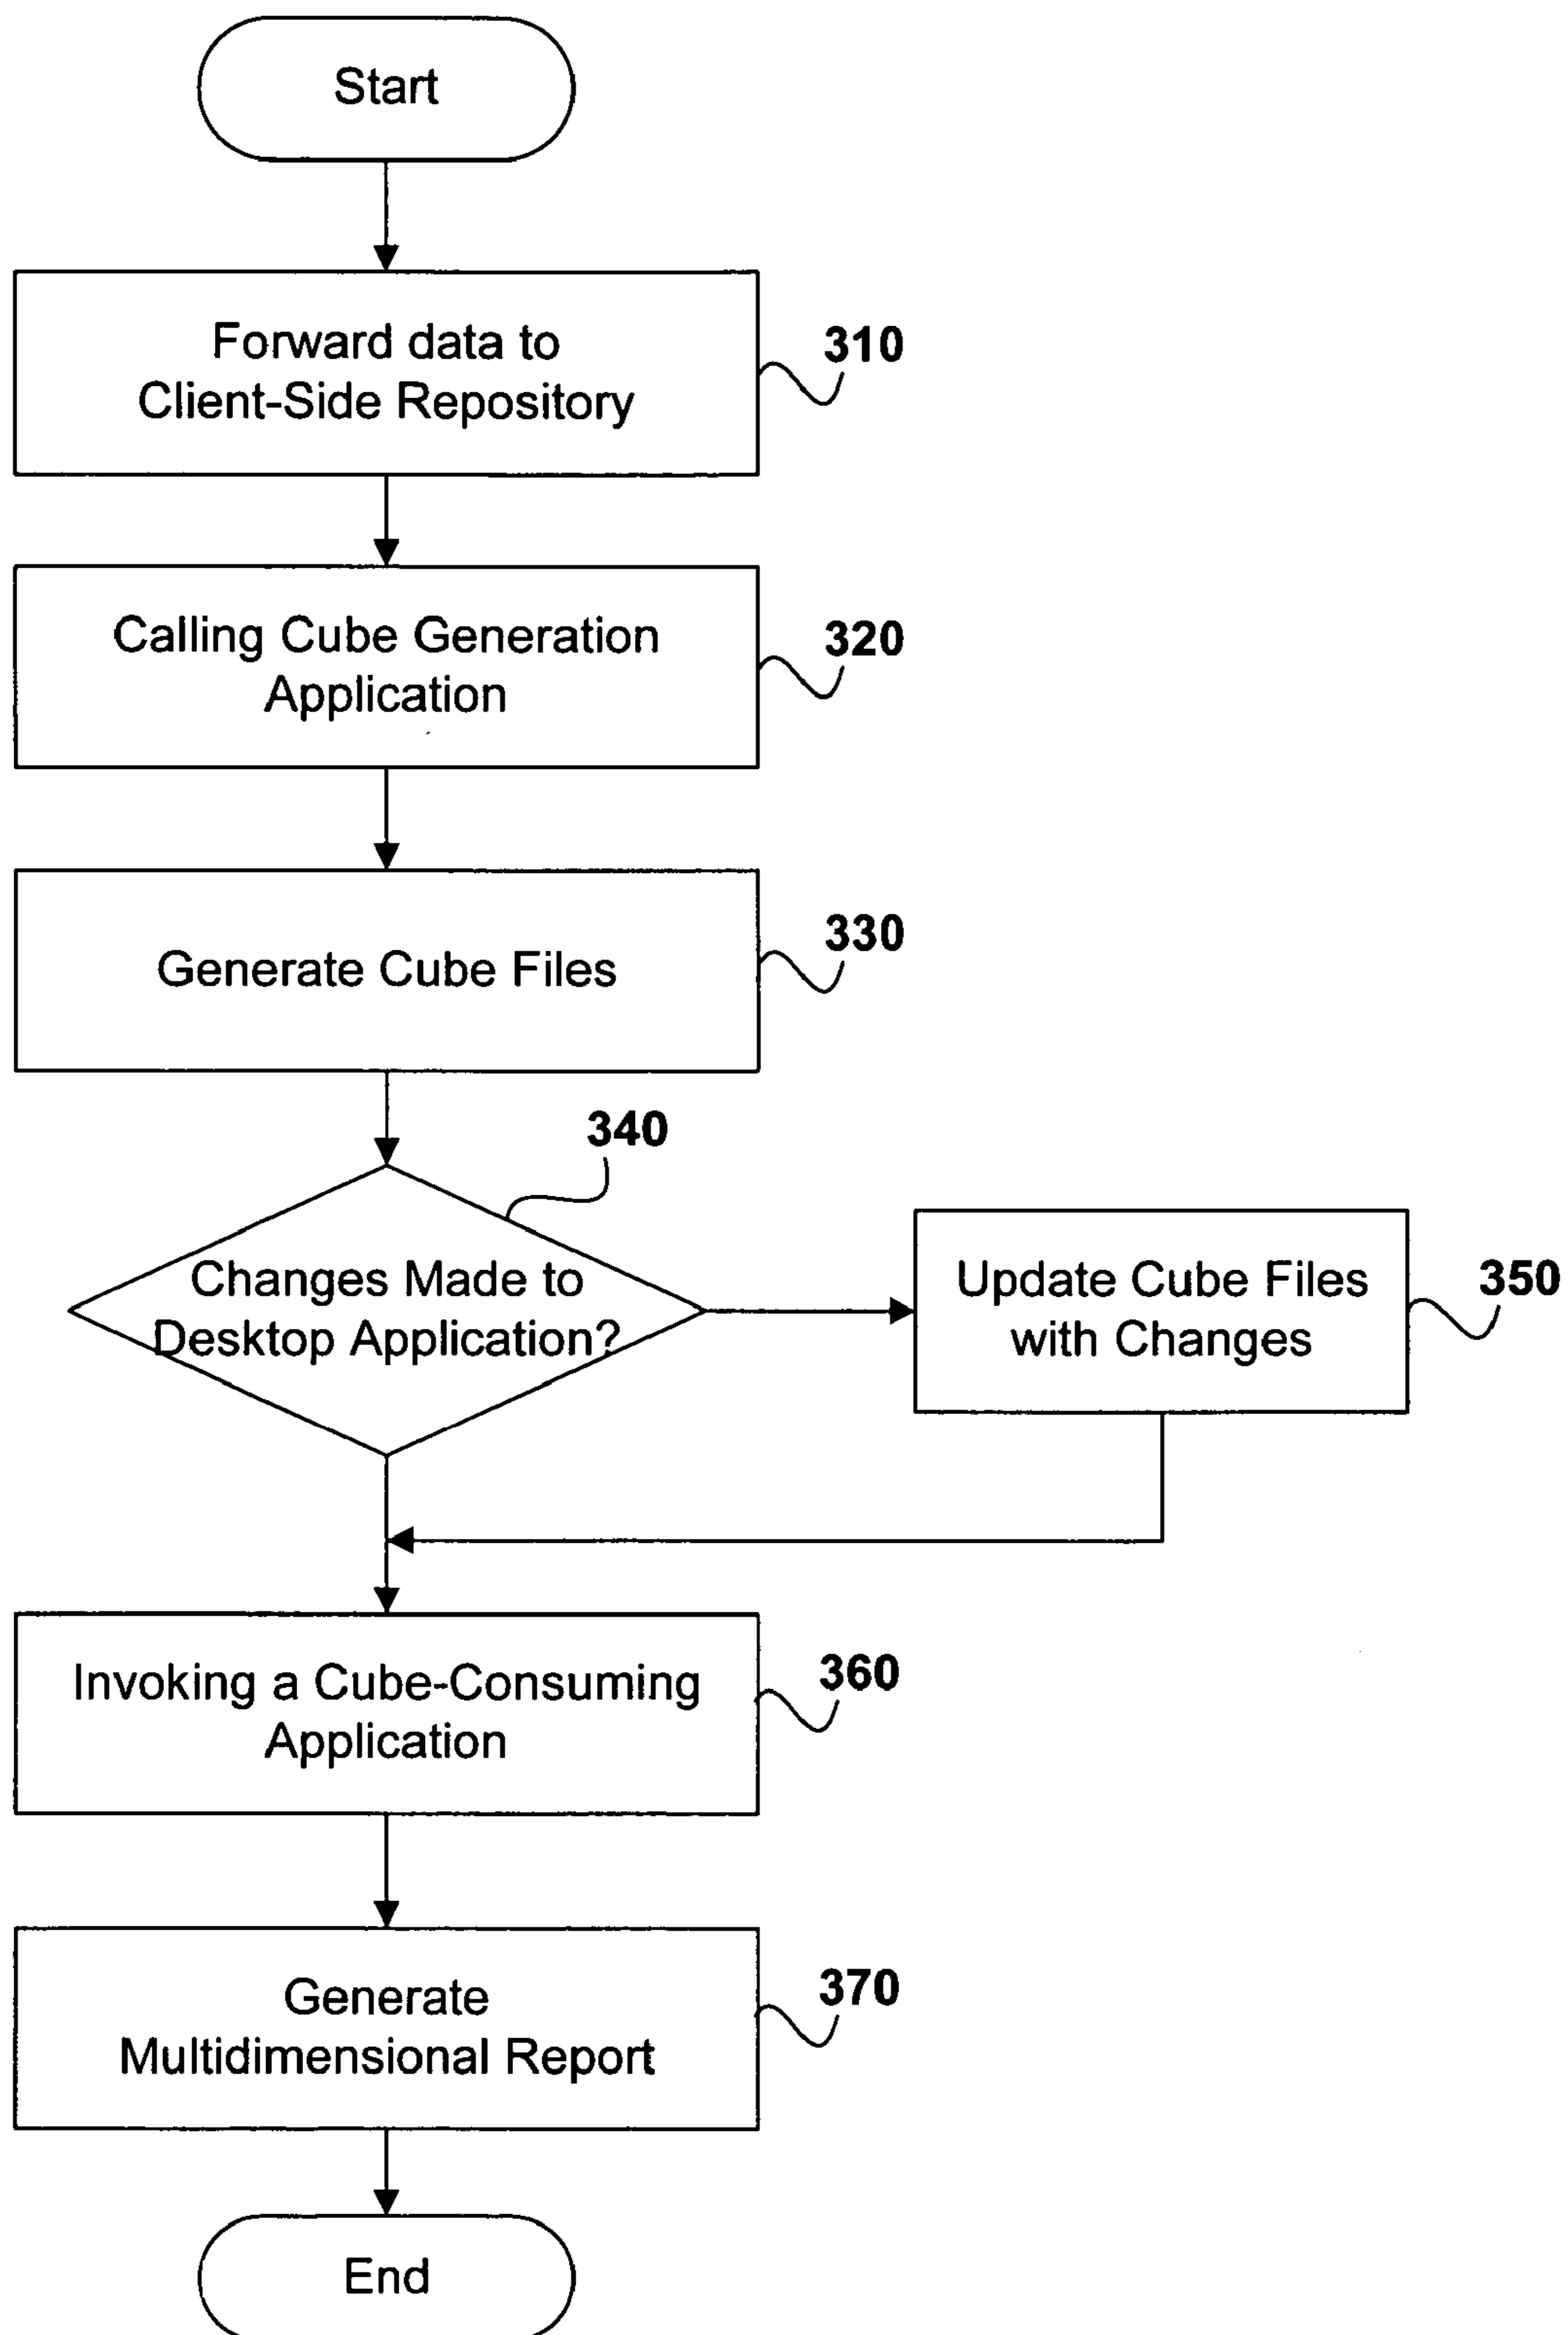 Start
Forward data to
Client-Side Repository
310
Calling Cube Generation
Application
320
Generate Cube Files
330
340
Changes Made to
Desktop Application?
Update Cube Files
with Changes
350
Invoking a Cube-Consuming
Application
360
Generate
Multidimensional Report
370
End